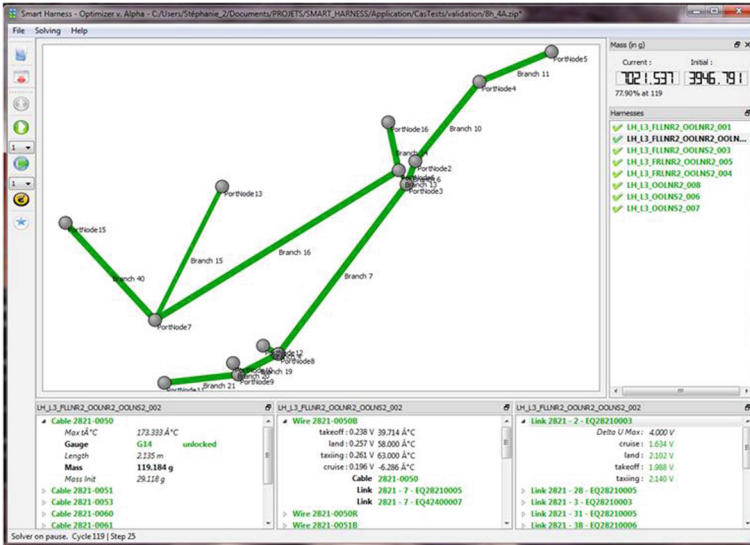 Smart Harness - Optimizer v. Alpha - C:/Users/Stéphanie_2/Documents/PROJETS/SMART_HARNESS/Application/CasTests/validation/8h_4A.zip*
File Solving Help
Mass (in g)
Current : Initial :
7021.537 3946.791
77.90% at 119
Harnesses
LH_L3_FLLNR2_OOLNR2_001
LH_L3_FLLNR2_OOLNR2_OOLN...
LH_L3_FLLNR2_OOLNS2_003
LH_L3_FRLNR2_OOLNR2_005
LH_L3_FRLNR2_OOLNS2_004
LH_L3_OOLNR2_008
LH_L3_OOLNS2_006
LH_L3_OOLNS2_007
1
1
PortNode5
Branch 11
PortNode4
PortNode16
Branch 10
PortNode2
Branch 13
PortNode3
PortNode13
PortNode15
Branch 16
Branch 15
Branch 7
Branch 40
PortNode7
PortNode12
PortNode8
Branch 19
Branch 20
PortNode9
Branch 21
LH_L3_FLLNR2_OOLNR2_OOLNS2_002
Cable 2821-0050
Max tÂ°C 173.333 Â°C
Gauge G14 unlocked
Length 2.135 m
Mass 119.184 g
Mass Init 29.118 g
Cable 2821-0051
Cable 2821-0053
Cable 2821-0060
Cable 2821-0061
LH_L3_FLLNR2_OOLNR2_OOLNS2_002
Wire 2821-0050B
takeoff : 0.238 V 39.714 Â°C
land : 0.257 V 58.000 Â°C
taxiing : 0.261 V 63.000 Â°C
cruise : 0.196 V -6.286 Â°C
Cable 2821-0050
Link 2821 - 7 - EQ28210005
Link 2821 - 7 - EQ42400007
Wire 2821-0050R
Wire 2821-0051B
LH_L3_FLLNR2_OOLNR2_OOLNS2_002
Link 2821 - 2 - EQ28210003
Delta U Max: 4.000 V
cruise : 1.634 V
land : 2.102 V
takeoff : 1.988 V
taxiing : 2.140 V
Link 2821 - 28 - EQ28210005
Link 2821 - 3 - EQ28210003
Link 2821 - 31 - EQ28210005
Link 2821 - 38 - EQ28210006
Solver on pause. Cycle 119 | Step 25